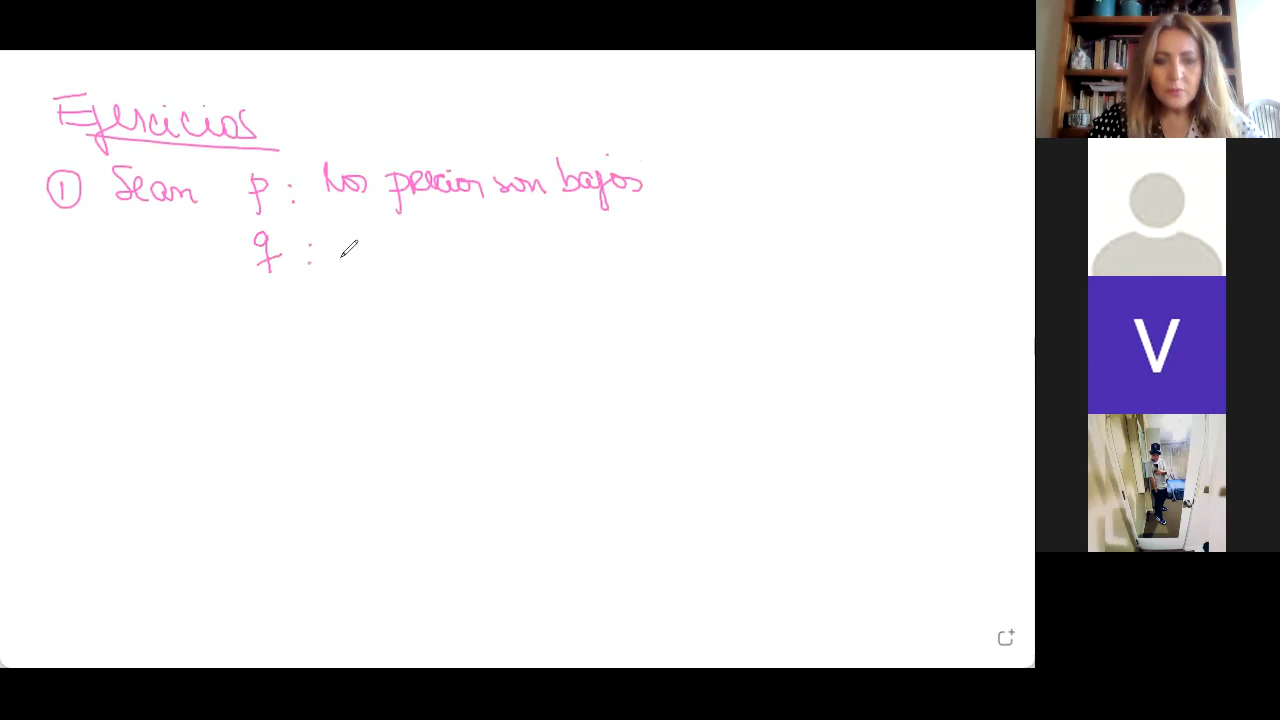 Ejercicios
① Sean p : Los precios son bajos
q :
V